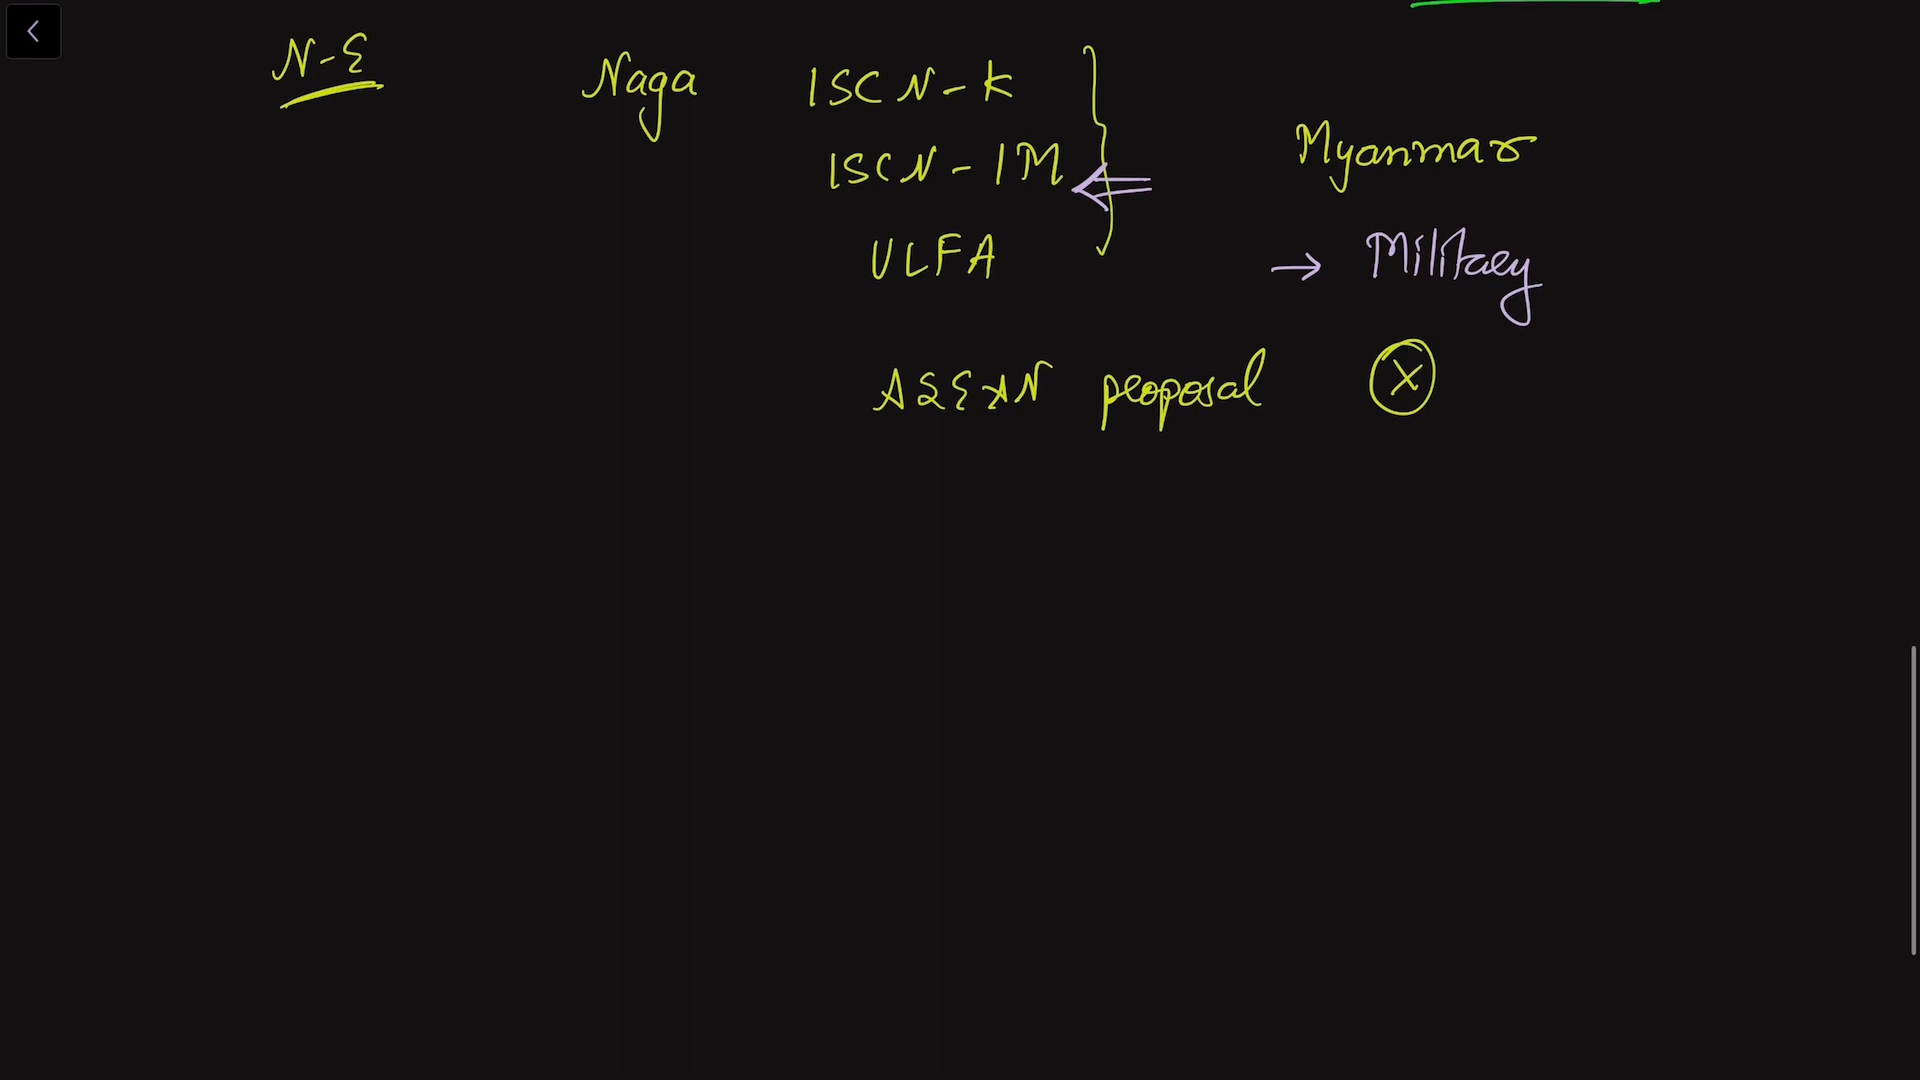 N-E Naga ISCN-K
ISCN-IM Myanmar
ULFA → Military
ASEAN proposal X